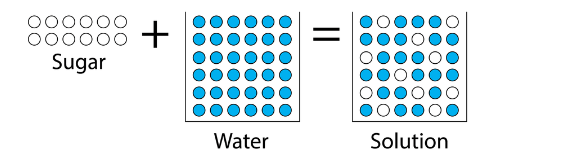 +
=
Sugar
Water
Solution